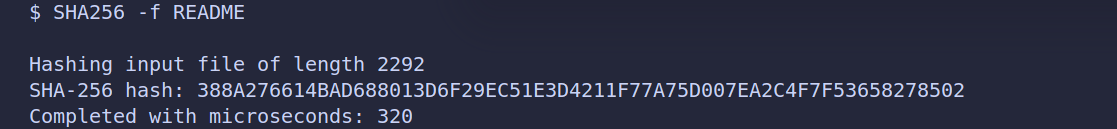 $ SHA256 -f README
Hashing input file of length 2292
SHA-256 hash: 388A276614BAD688013D6F29EC51E3D4211F77A75D007EA2C4F7F53658278502
Completed with microseconds: 320